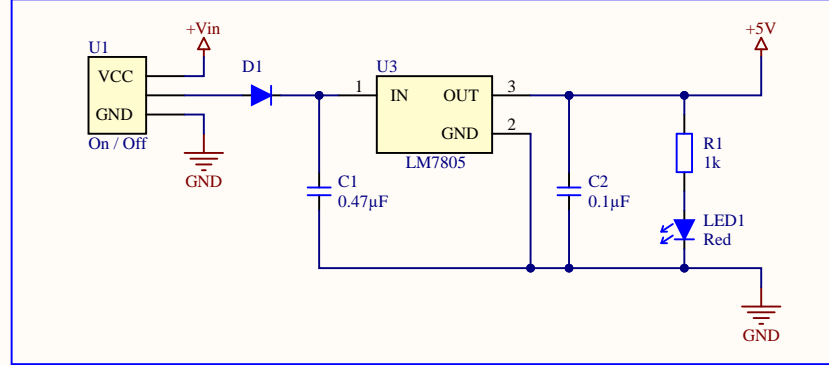 +Vin
+5V
U1
D1
U3
VCC
GND
1
IN
OUT
3
GND
2
On / Off
LM7805
GND
R1
1k
C1
0.47µF
C2
0.1µF
LED1
Red
GND